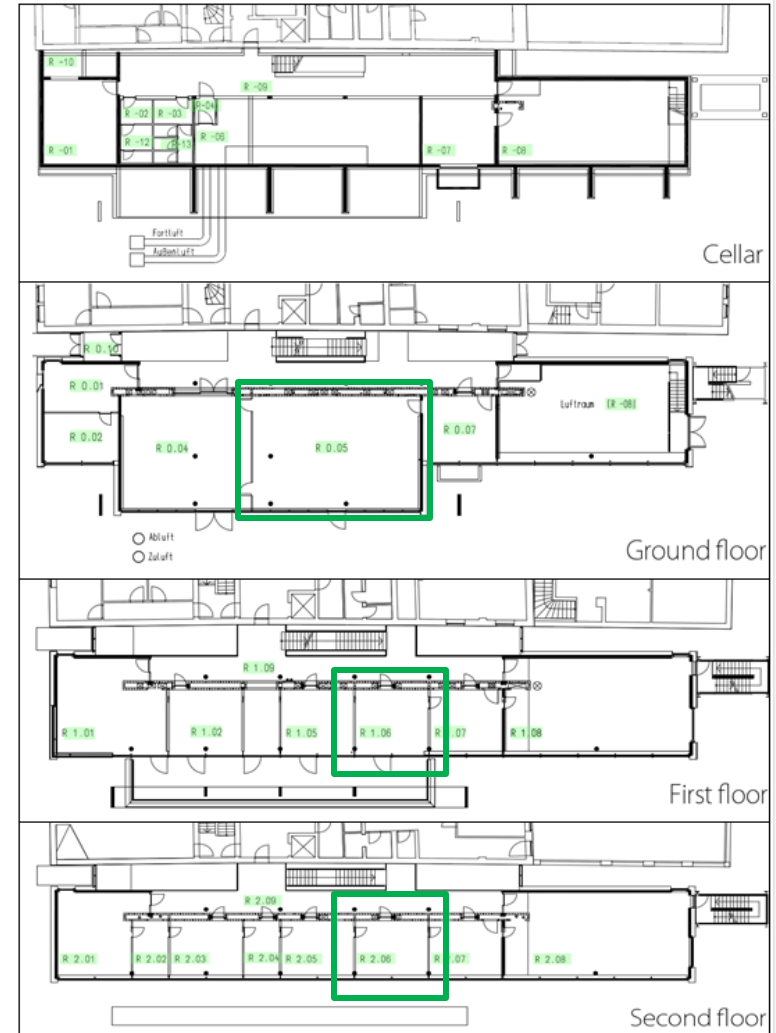 R -10
R -09
R -02
R -03
R -04
R -06
R -12
R -13
R -01
R -07
R -08
Fortluft
Außenluft
Cellar
R 0.10
R 0.01
Luftraum
(R -08)
R 0.02
R 0.04
R 0.05
R 0.07
Abluft
Zuluft
Ground floor
R 1.09
R 1.01
R 1.02
R 1.05
R 1.06
R 1.08
First floor
R 2.09
R 2.01
R 2.02
R 2.03
R 2.04
R 2.05
R 2.06
R 2.08
Second floor